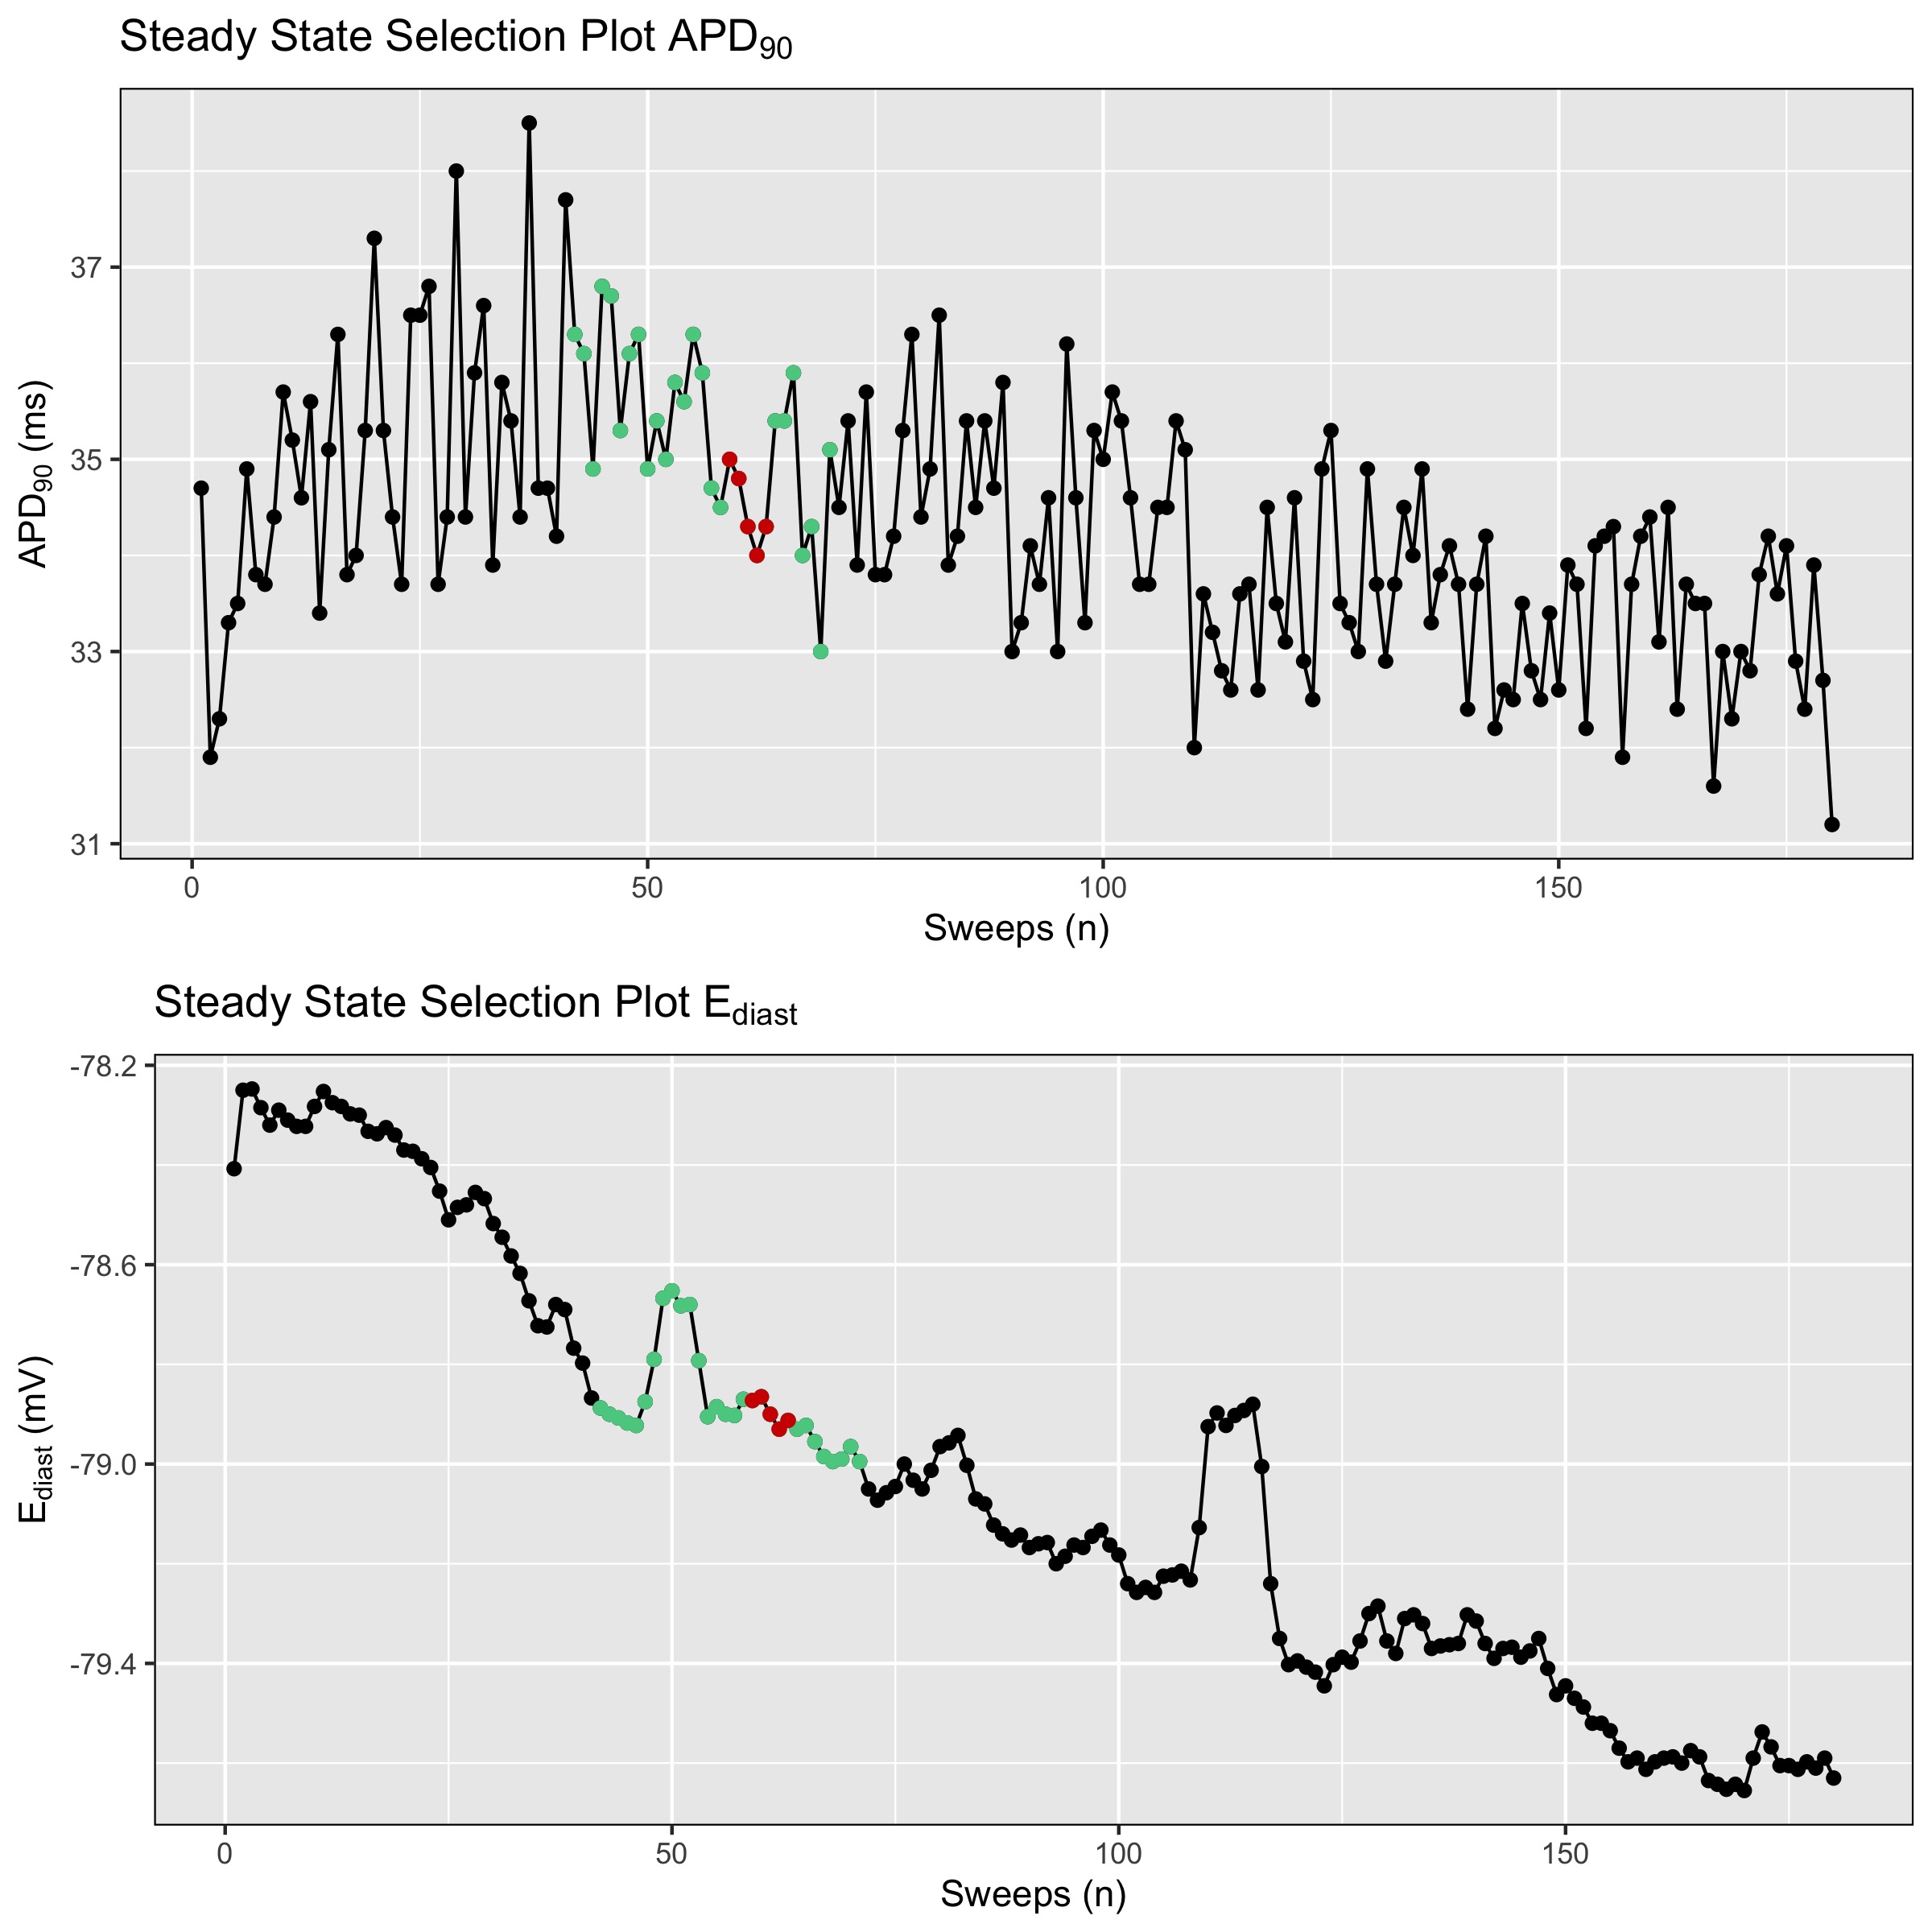 Steady State Selection Plot APD90
37
35
33
31
APD90 (ms)
0 50 100 150
Sweeps (n)
Steady State Selection Plot Ediast
-78.2
-78.6
-79.0
-79.4
Ediast (mV)
0 50 100 150
Sweeps (n)